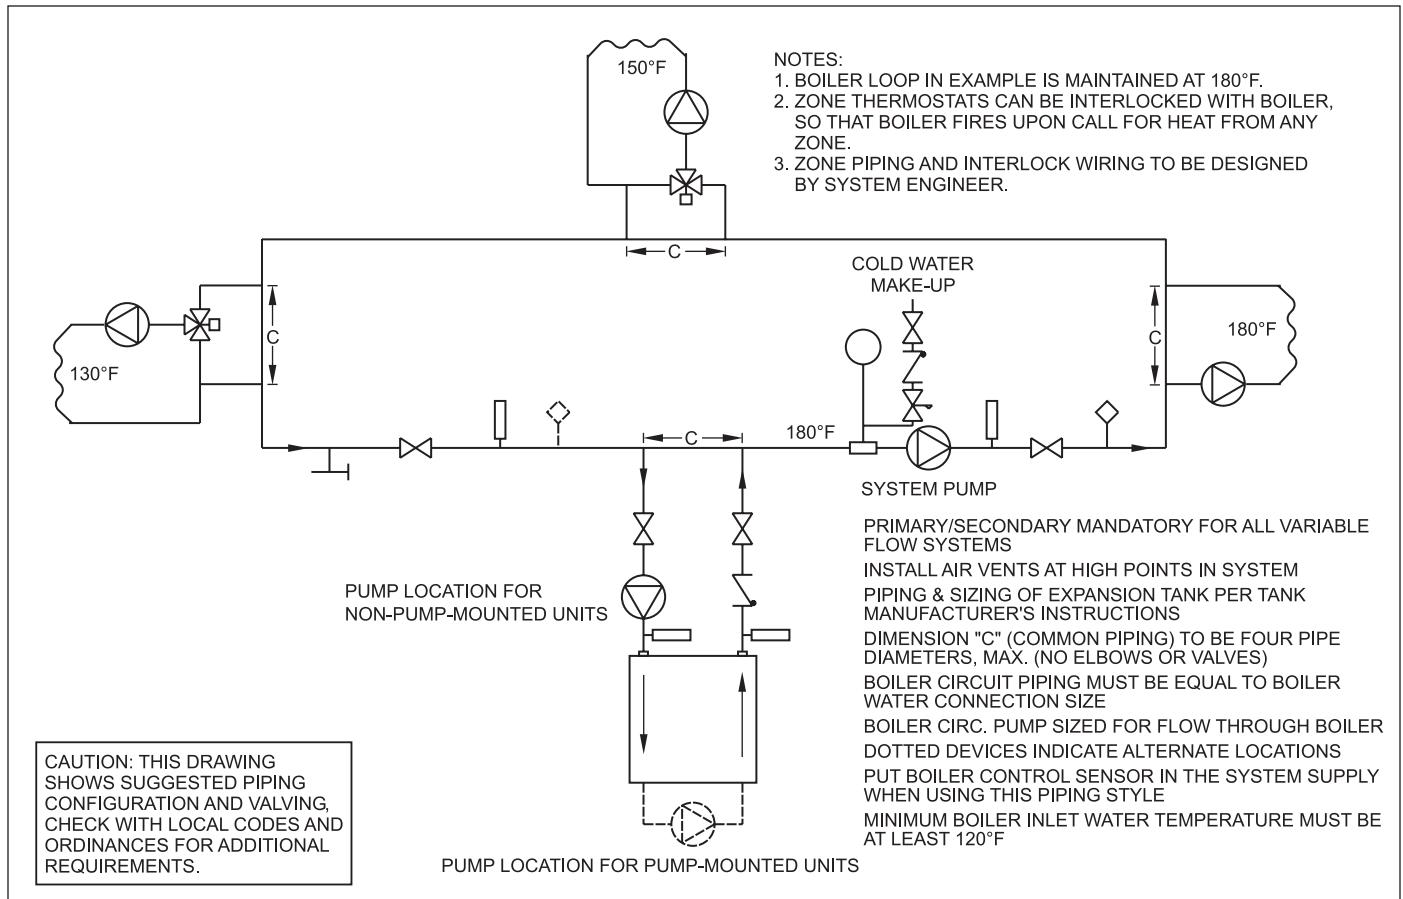 150°F
NOTES:
1. BOILER LOOP IN EXAMPLE IS MAINTAINED AT 180°F.
2. ZONE THERMOSTATS CAN BE INTERLOCKED WITH BOILER,
SO THAT BOILER FIRES UPON CALL FOR HEAT FROM ANY
ZONE.
3. ZONE PIPING AND INTERLOCK WIRING TO BE DESIGNED
BY SYSTEM ENGINEER.
C
COLD WATER
MAKE-UP
C
C
180°F
130°F
C
180°F
SYSTEM PUMP
PUMP LOCATION FOR
NON-PUMP-MOUNTED UNITS
PRIMARY/SECONDARY MANDATORY FOR ALL VARIABLE
FLOW SYSTEMS
INSTALL AIR VENTS AT HIGH POINTS IN SYSTEM
PIPING & SIZING OF EXPANSION TANK PER TANK
MANUFACTURER'S INSTRUCTIONS
DIMENSION "C" (COMMON PIPING) TO BE FOUR PIPE
DIAMETERS, MAX. (NO ELBOWS OR VALVES)
BOILER CIRCUIT PIPING MUST BE EQUAL TO BOILER
WATER CONNECTION SIZE
BOILER CIRC. PUMP SIZED FOR FLOW THROUGH BOILER
DOTTED DEVICES INDICATE ALTERNATE LOCATIONS
PUT BOILER CONTROL SENSOR IN THE SYSTEM SUPPLY
WHEN USING THIS PIPING STYLE
MINIMUM BOILER INLET WATER TEMPERATURE MUST BE
AT LEAST 120°F
CAUTION: THIS DRAWING
SHOWS SUGGESTED PIPING
CONFIGURATION AND VALVING,
CHECK WITH LOCAL CODES AND
ORDINANCES FOR ADDITIONAL
REQUIREMENTS.
PUMP LOCATION FOR PUMP-MOUNTED UNITS